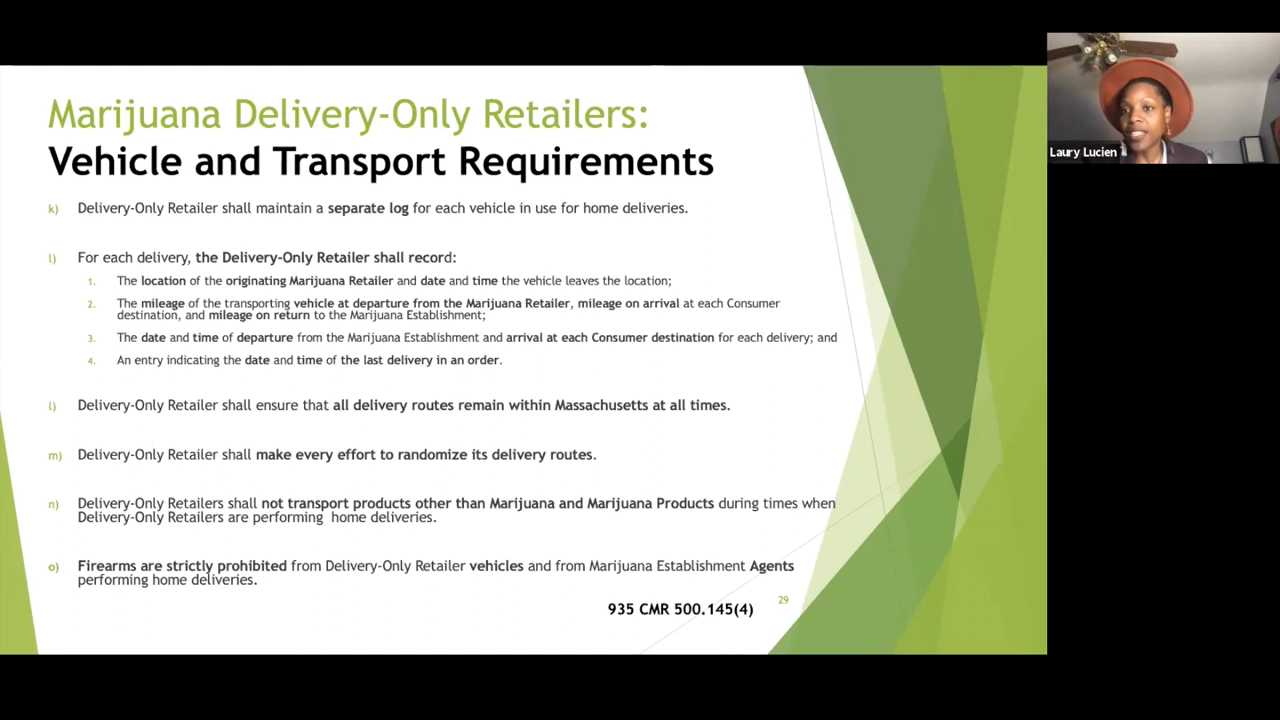 Marijuana Delivery-Only Retailers:
Vehicle and Transport Requirements
k) Delivery-Only Retailer shall maintain a separate log for each vehicle in use for home deliveries.
l) For each delivery, the Delivery-Only Retailer shall record:
1. The location of the originating Marijuana Retailer and date and time the vehicle leaves the location;
2. The mileage of the transporting vehicle at departure from the Marijuana Retailer, mileage on arrival at each Consumer
destination, and mileage on return to the Marijuana Establishment;
3. The date and time of departure from the Marijuana Establishment and arrival at each Consumer destination for each delivery; and
4. An entry indicating the date and time of the last delivery in an order.
l) Delivery-Only Retailer shall ensure that all delivery routes remain within Massachusetts at all times.
m) Delivery-Only Retailer shall make every effort to randomize its delivery routes.
n) Delivery-Only Retailers shall not transport products other than Marijuana and Marijuana Products during times when
Delivery-Only Retailers are performing home deliveries.
o) Firearms are strictly prohibited from Delivery-Only Retailer vehicles and from Marijuana Establishment Agents
performing home deliveries.
29
935 CMR 500.145(4)
Laury Lucien